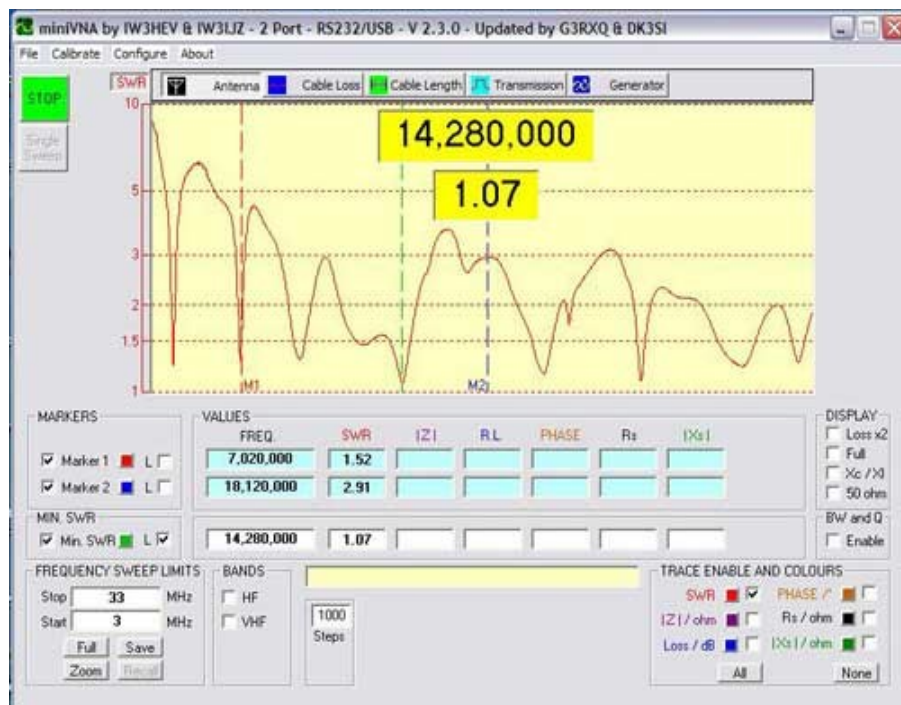 miniVNA by IW3HEV & IW3IJZ - 2 Port - RS232/USB - V 2.3.0 - Updated by G3RXQ & DK3SI
File Calibrate Configure About
STOP
Single Sweep
SWR Antenna Cable Loss Cable Length Transmission Generator
10
14,280,000
5
1.07
3
2
1.5
1
M1 M2
MARKERS VALUES DISPLAY
FREQ. SWR |Z| R.L PHASE Rs |Xs|
Loss x2
Full
Marker 1 L 7,020,000 1.52
Xc / Xl
Marker 2 L 18,120,000 2.91
50 ohm
MIN. SWR BW and Q
Min. SWR L 14,280,000 1.07 Enable
FREQUENCY SWEEP LIMITS BANDS TRACE ENABLE AND COLOURS
Stop 33 MHz HF SWR PHASE /°
Start 3 MHz VHF 1000 Steps |Z| / ohm Rs / ohm
Full Save Loss / dB |Xs| / ohm
Zoom Recall All None